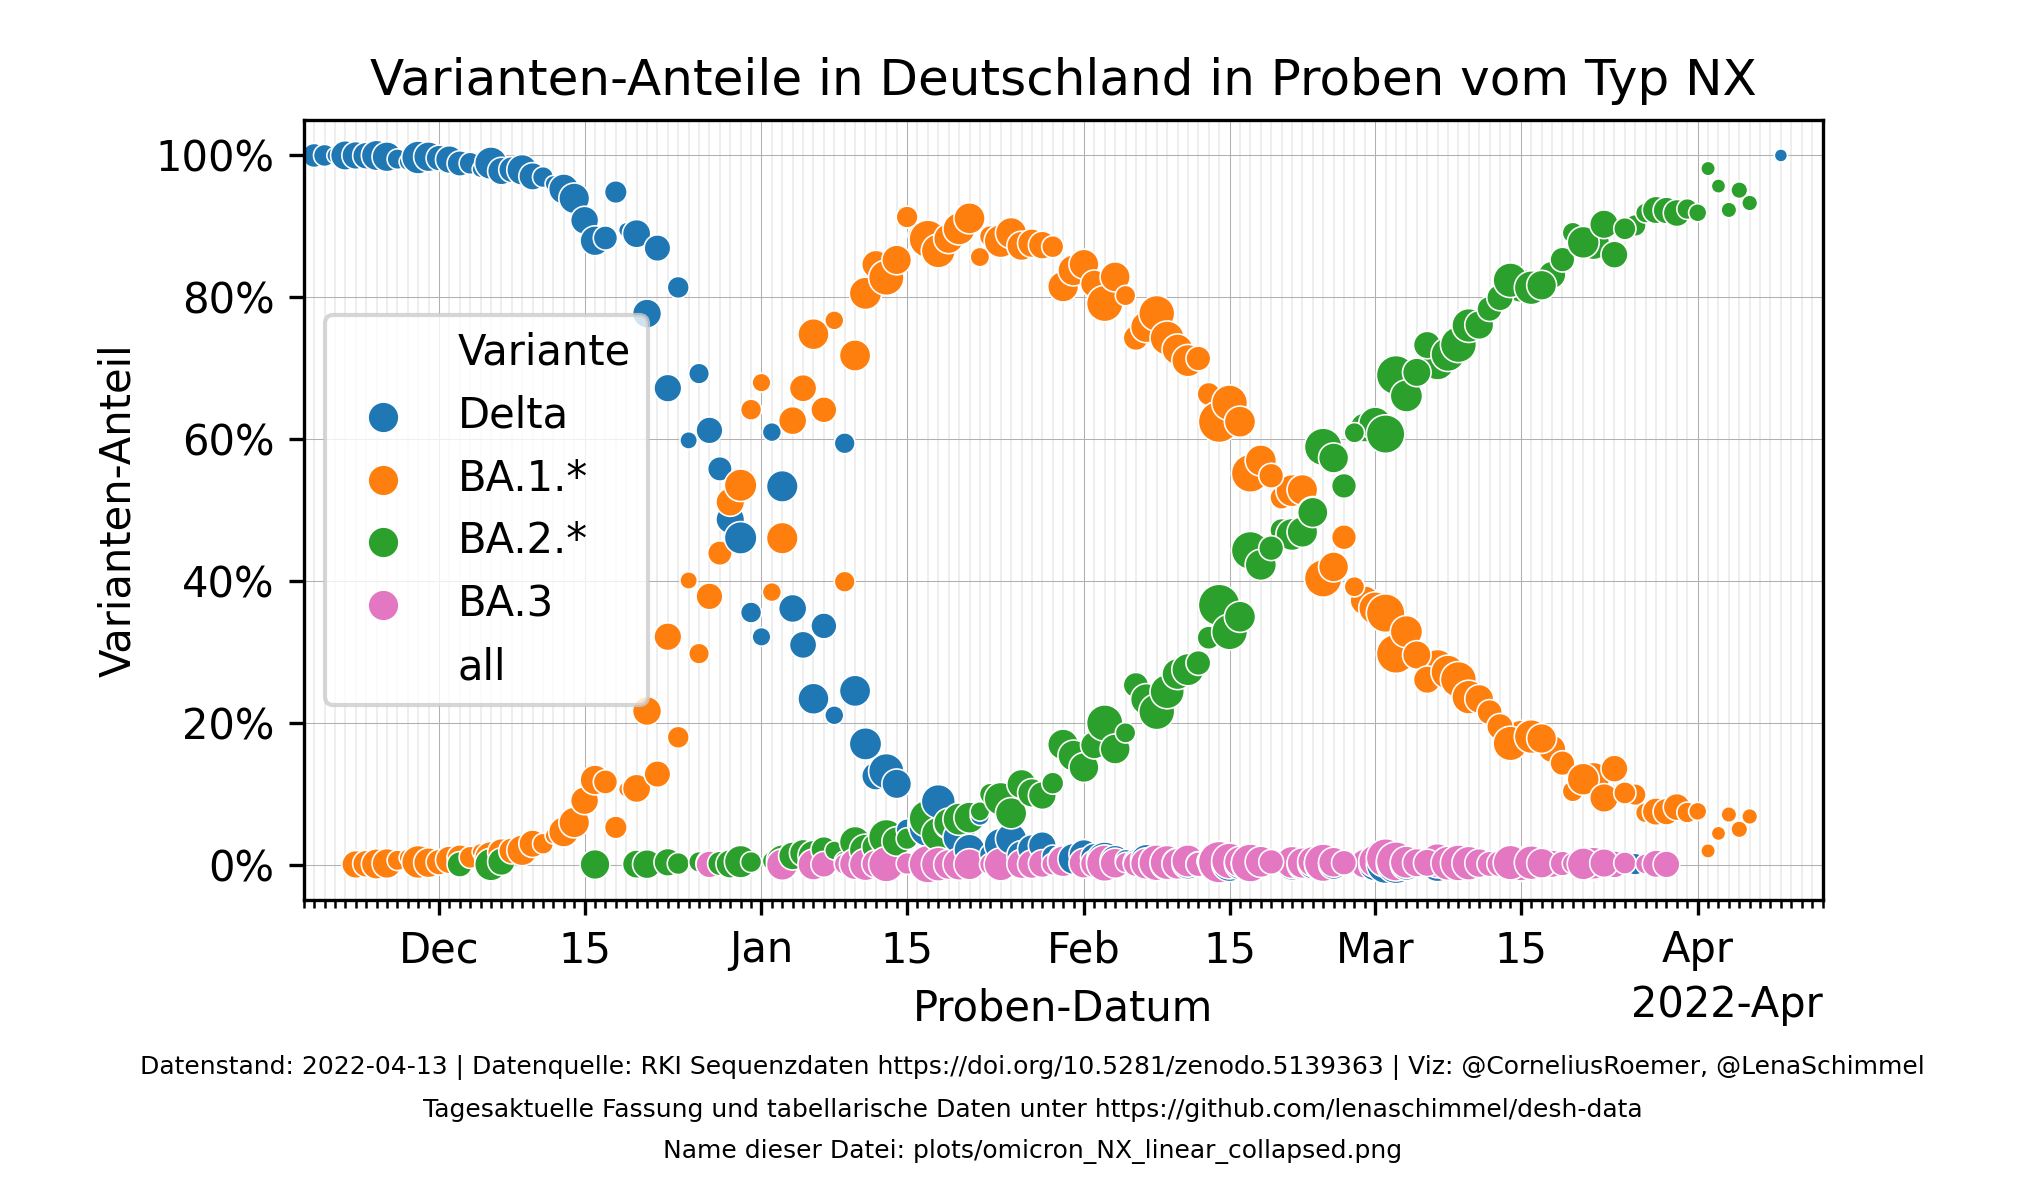 Varianten-Anteile in Deutschland in Proben vom Typ NX
Varianten-Anteil
100%
80%
60%
40%
20%
0%
Variante
Delta
BA.1.*
BA.2.*
BA.3
all
Dec 15 Jan 15 Feb 15 Mar 15 Apr
Proben-Datum
2022-Apr
Datenstand: 2022-04-13 | Datenquelle: RKI Sequenzdaten https://doi.org/10.5281/zenodo.5139363 | Viz: @CorneliusRoemer, @LenaSchimmel
Tagesaktuelle Fassung und tabellarische Daten unter https://github.com/lenaschimmel/desh-data
Name dieser Datei: plots/omicron_NX_linear_collapsed.png